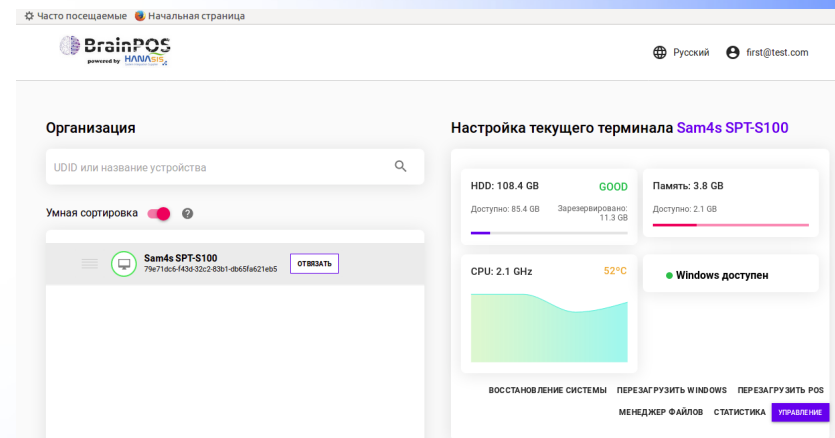 Часто посещаемые Начальная страница
BrainPOS
powered by HANASIS
Русский first@test.com
Организация
UDID или название устройства
Умная сортировка ?
Sam4s SPT-S100
79e71dc6-f43d-32c2-83b1-db65fa621eb5
ОТВЯЗАТЬ
Настройка текущего терминала Sam4s SPT-S100
HDD: 108.4 GB GOOD
Доступно: 85.4 GB Зарезервировано:
11.3 GB
Память: 3.8 GB
Доступно: 2.1 GB
CPU: 2.1 GHz 52°C
Windows доступен
ВОССТАНОВЛЕНИЕ СИСТЕМЫ ПЕРЕЗАГРУЗИТЬ WINDOWS ПЕРЕЗАГРУЗИТЬ POS
МЕНЕДЖЕР ФАЙЛОВ СТАТИСТИКА УПРАВЛЕНИЕ